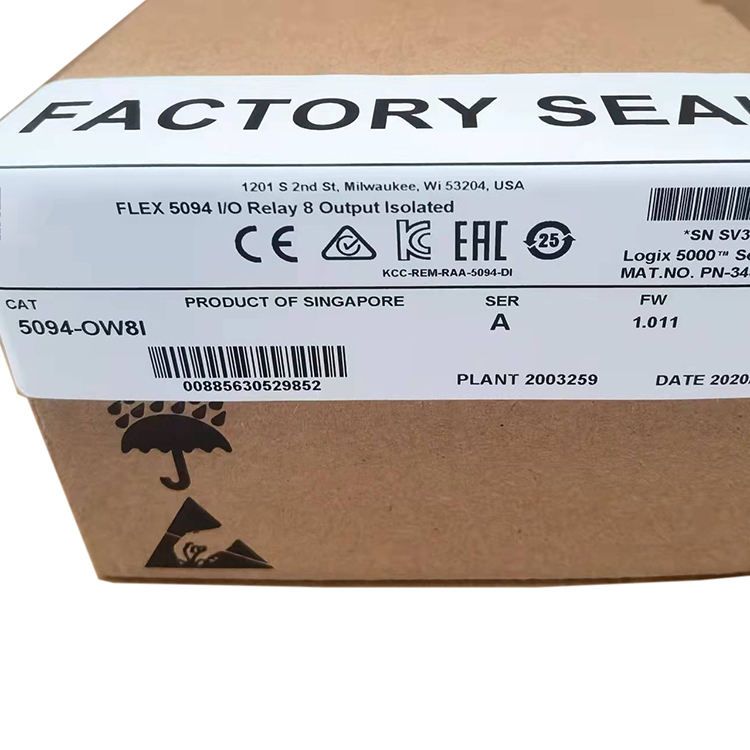 FACTORY SEAL
1201 S 2nd St, Milwaukee, Wi 53204, USA
FLEX 5094 I/O Relay 8 Output Isolated
CE EAC 25
KCC-REM-RAA-5094-DI
*SN SV3
Logix 5000™
MAT.NO. PN-34
CAT PRODUCT OF SINGAPORE SER FW
5094-OW8I A 1.011
00885630529852
PLANT 2003259 DATE 2020